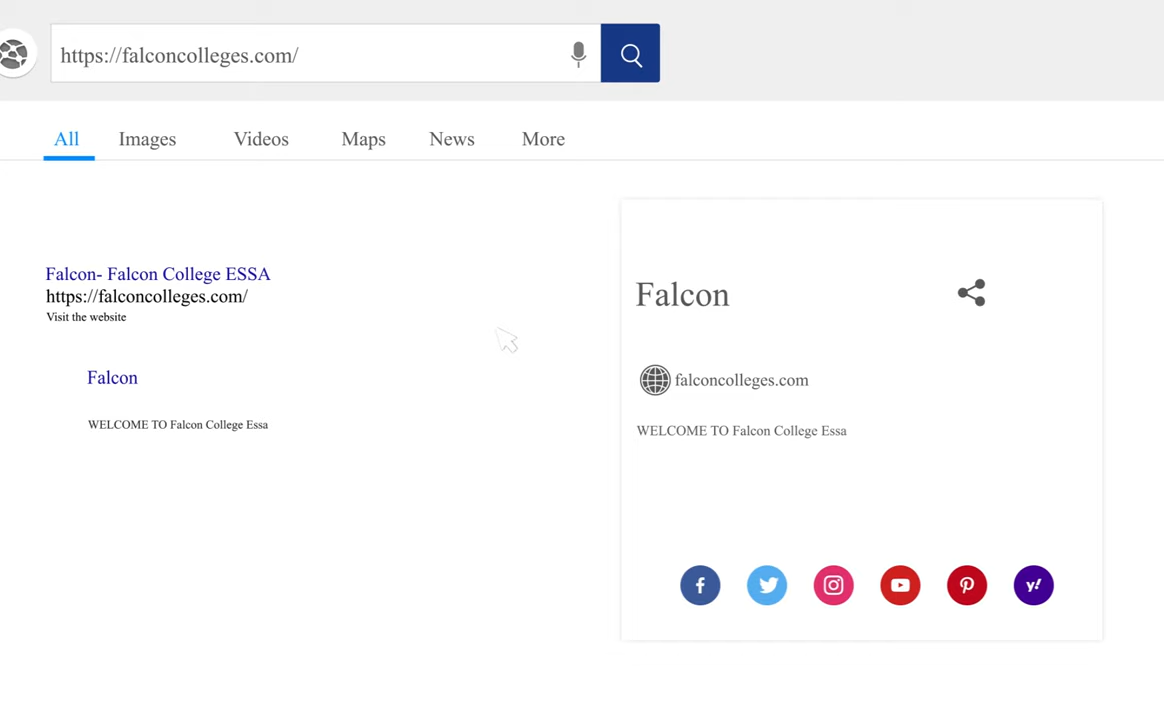 https://falconcolleges.com/
All Images Videos Maps News More
Falcon- Falcon College ESSA
https://falconcolleges.com/
Visit the website
Falcon
WELCOME TO Falcon College Essa
Falcon
falconcolleges.com
WELCOME TO Falcon College Essa
f y!